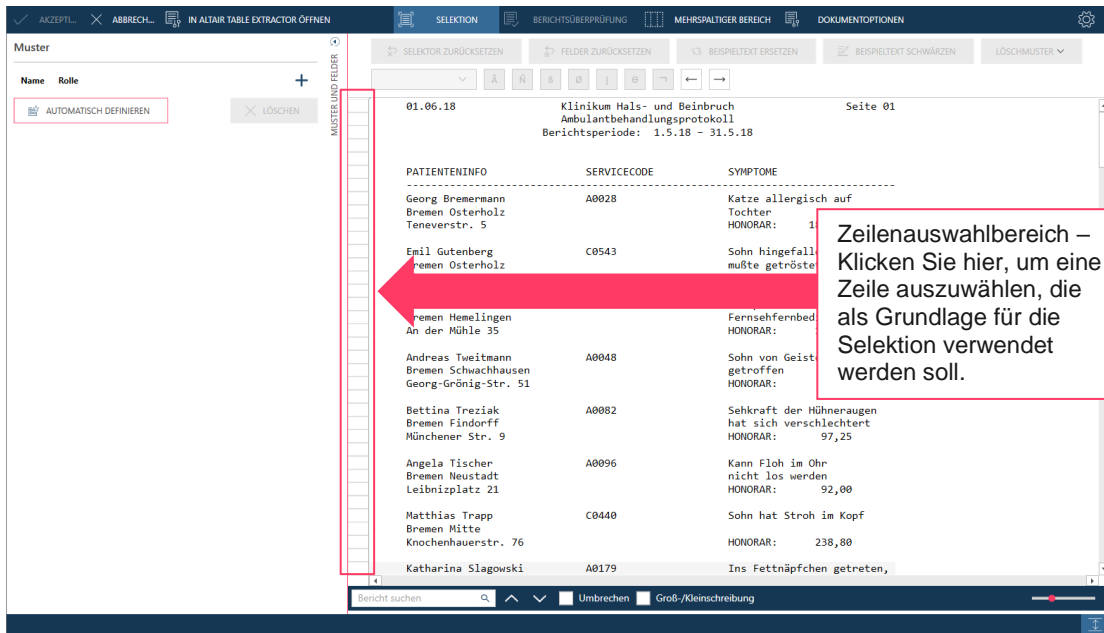 AKZEPTI... ABBRECH... IN ALTAIR TABLE EXTRACTOR ÖFFNEN SELEKTION BERICHTSÜBERPRÜFUNG MEHRSPALTIGER BEREICH DOKUMENTOPTIONEN
Muster
Name Rolle
AUTOMATISCH DEFINIEREN LÖSCHEN
MUSTER UND FELDER
SELEKTOR ZURÜCKSETZEN FELDER ZURÜCKSETZEN BEISPIELTEXT ERSETZEN BEISPIELTEXT SCHWÄRZEN LÖSCHMUSTER
Ä Ñ ß Ø | ¬ ← →
01.06.18 Klinikum Hals- und Beinbruch Seite 01
Ambulantbehandlungsprotokoll
Berichtsperiode: 1.5.18 - 31.5.18
PATIENTENINFO SERVICECODE SYMPTOME
Georg Bremermann A0028 Katze allergisch auf
Bremen Osterholz Tochter
Teneverstr. 5 HONORAR:
Emil Gutenberg C0543 Sohn hingefall
Bremen Osterholz mußte getröste
Bremen Hemelingen Fernsehfernbed
An der Mühle 35 HONORAR:
Andreas Tweitmann A0048 Sohn von Geist
Bremen Schwachhausen getroffen
Georg-Grönig-Str. 51 HONORAR:
Bettina Treziak A0082 Sehkraft der Hühneraugen
Bremen Findorff hat sich verschlechtert
Münchener Str. 9 HONORAR: 97,25
Angela Tischer A0096 Kann Floh im Ohr
Bremen Neustadt nicht los werden
Leibnizplatz 21 HONORAR: 92,00
Matthias Trapp C0440 Sohn hat Stroh im Kopf
Bremen Mitte
Knochenhauerstr. 76 HONORAR: 238,80
Katharina Slagowski A0179 Ins Fettnäpfchen getreten,
Zeilenauswahlbereich –
Klicken Sie hier, um eine
Zeile auszuwählen, die
als Grundlage für die
Selektion verwendet
werden soll.
Bericht suchen Umbrechen Groß-/Kleinschreibung